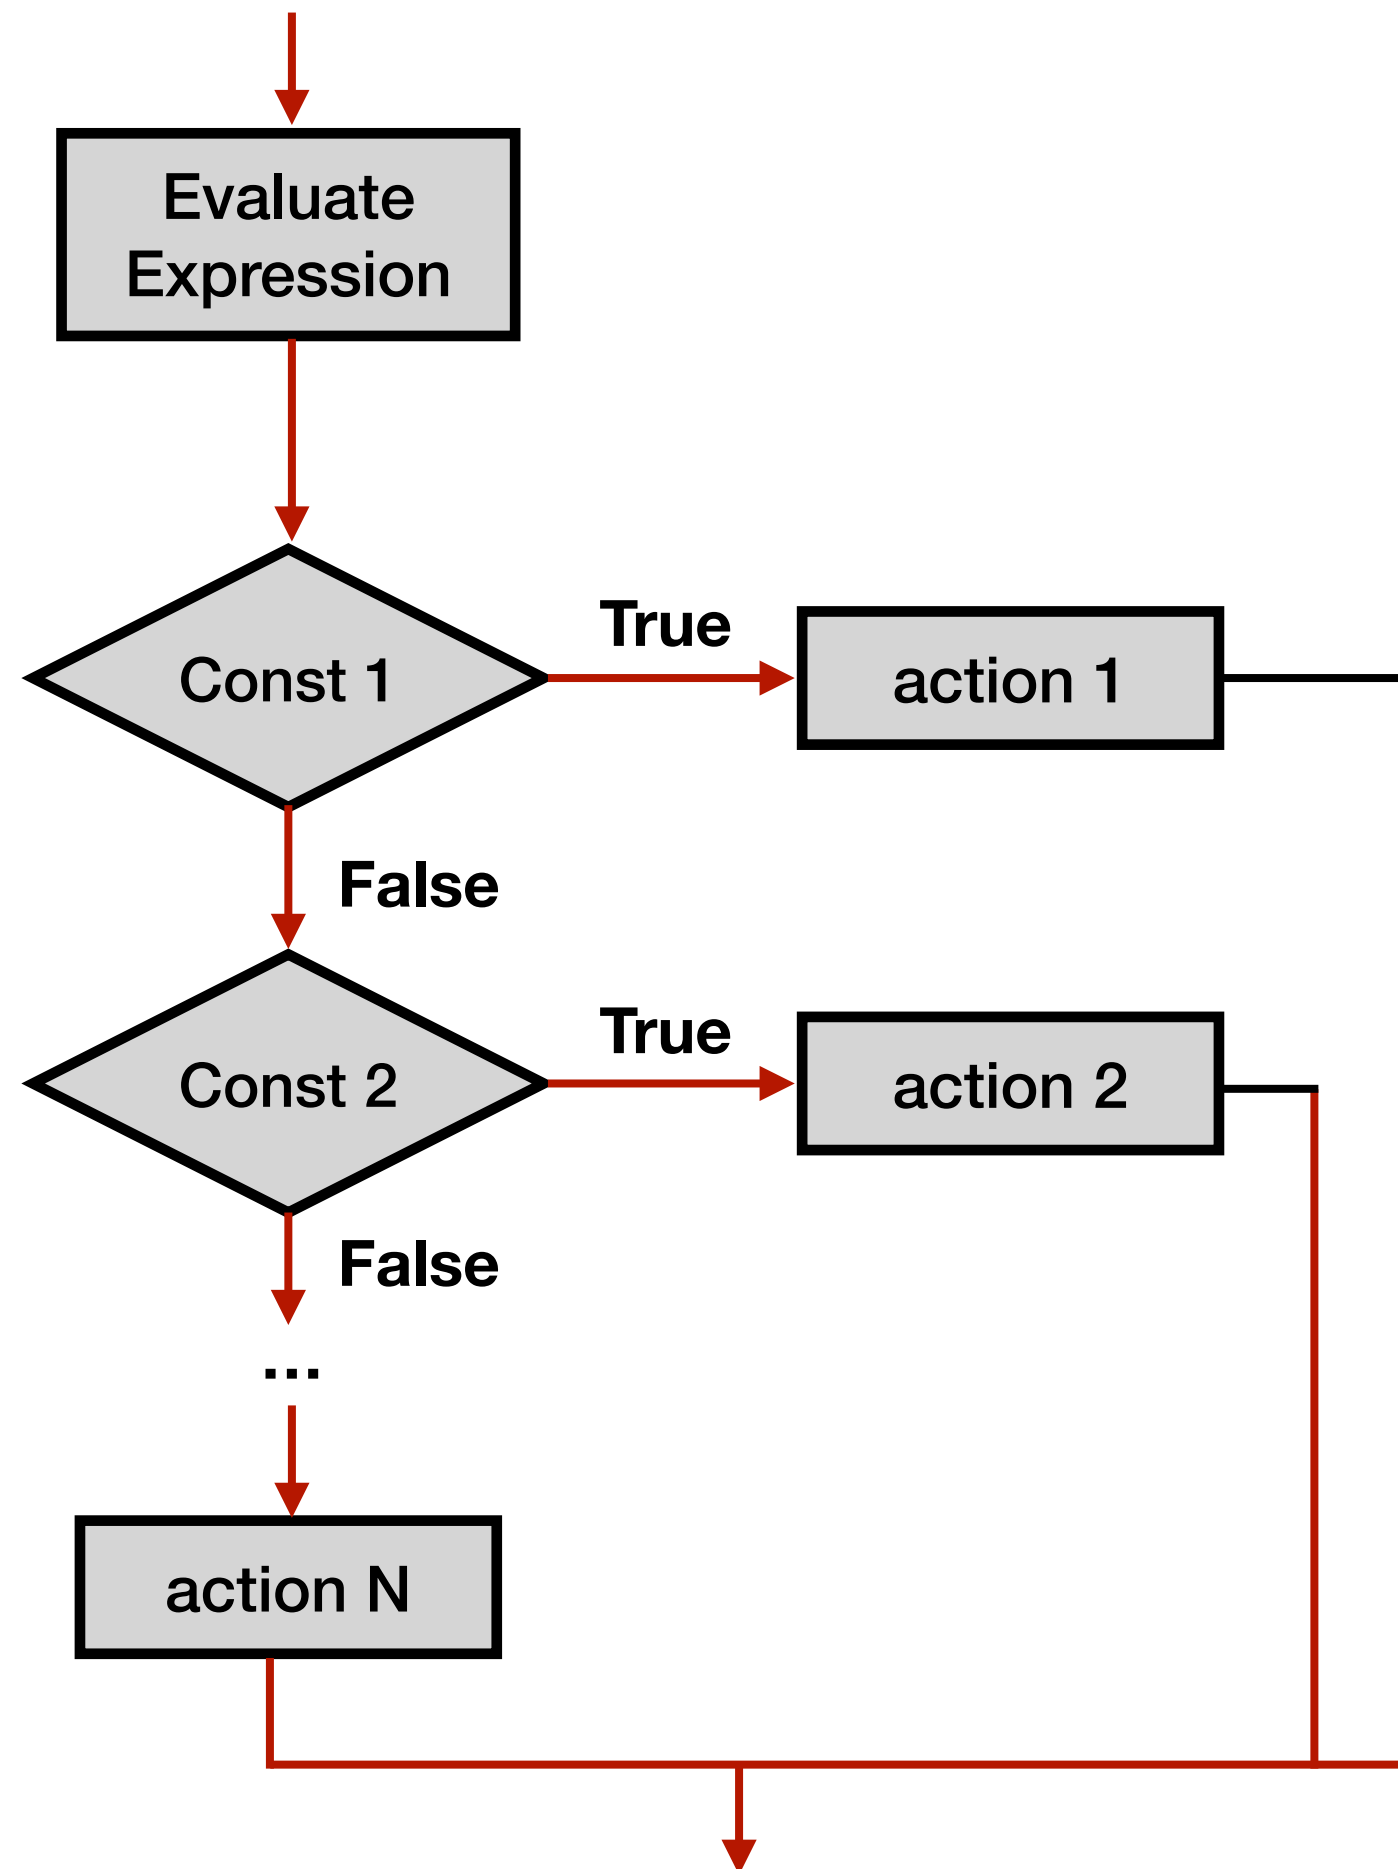 Evaluate
Expression
True
Const 1
action 1
False
True
Const 2
action 2
False
...
action N